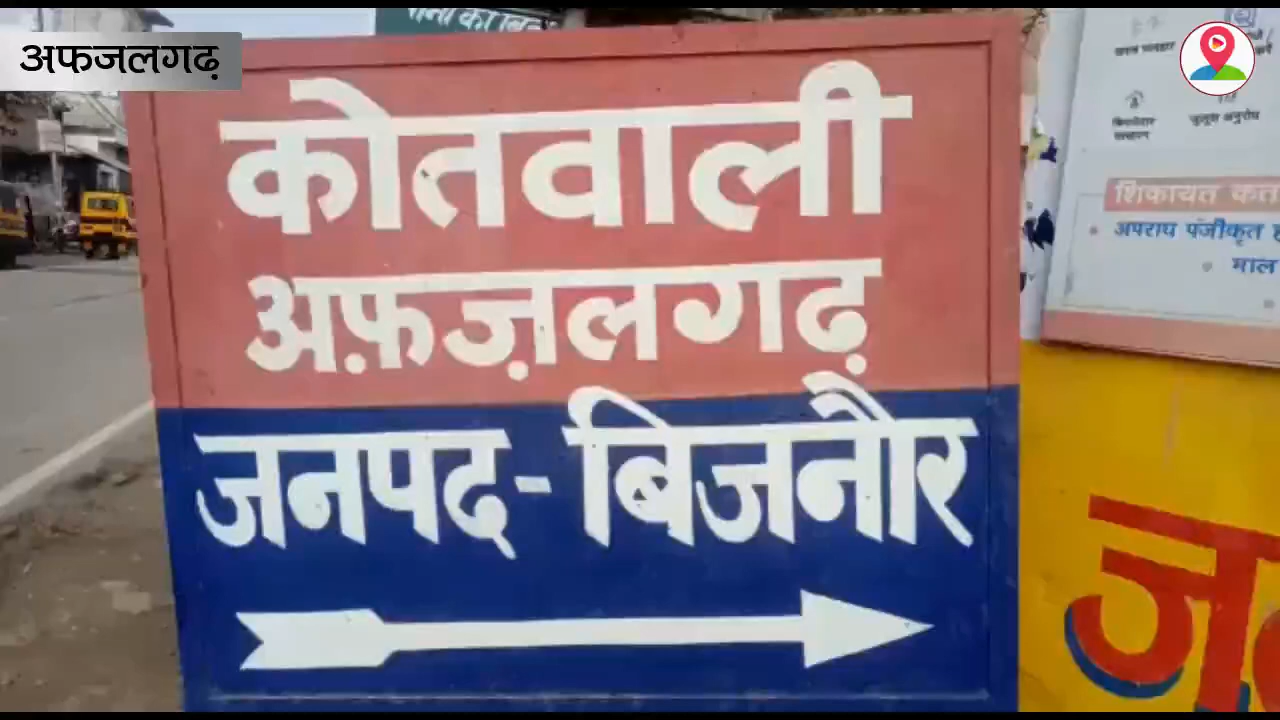 अफजलगढ़
कोतवाली
अफ़ज़लगढ़
जनपद - बिजनौर
शिकायत
अपराध पंजीकृत
माल